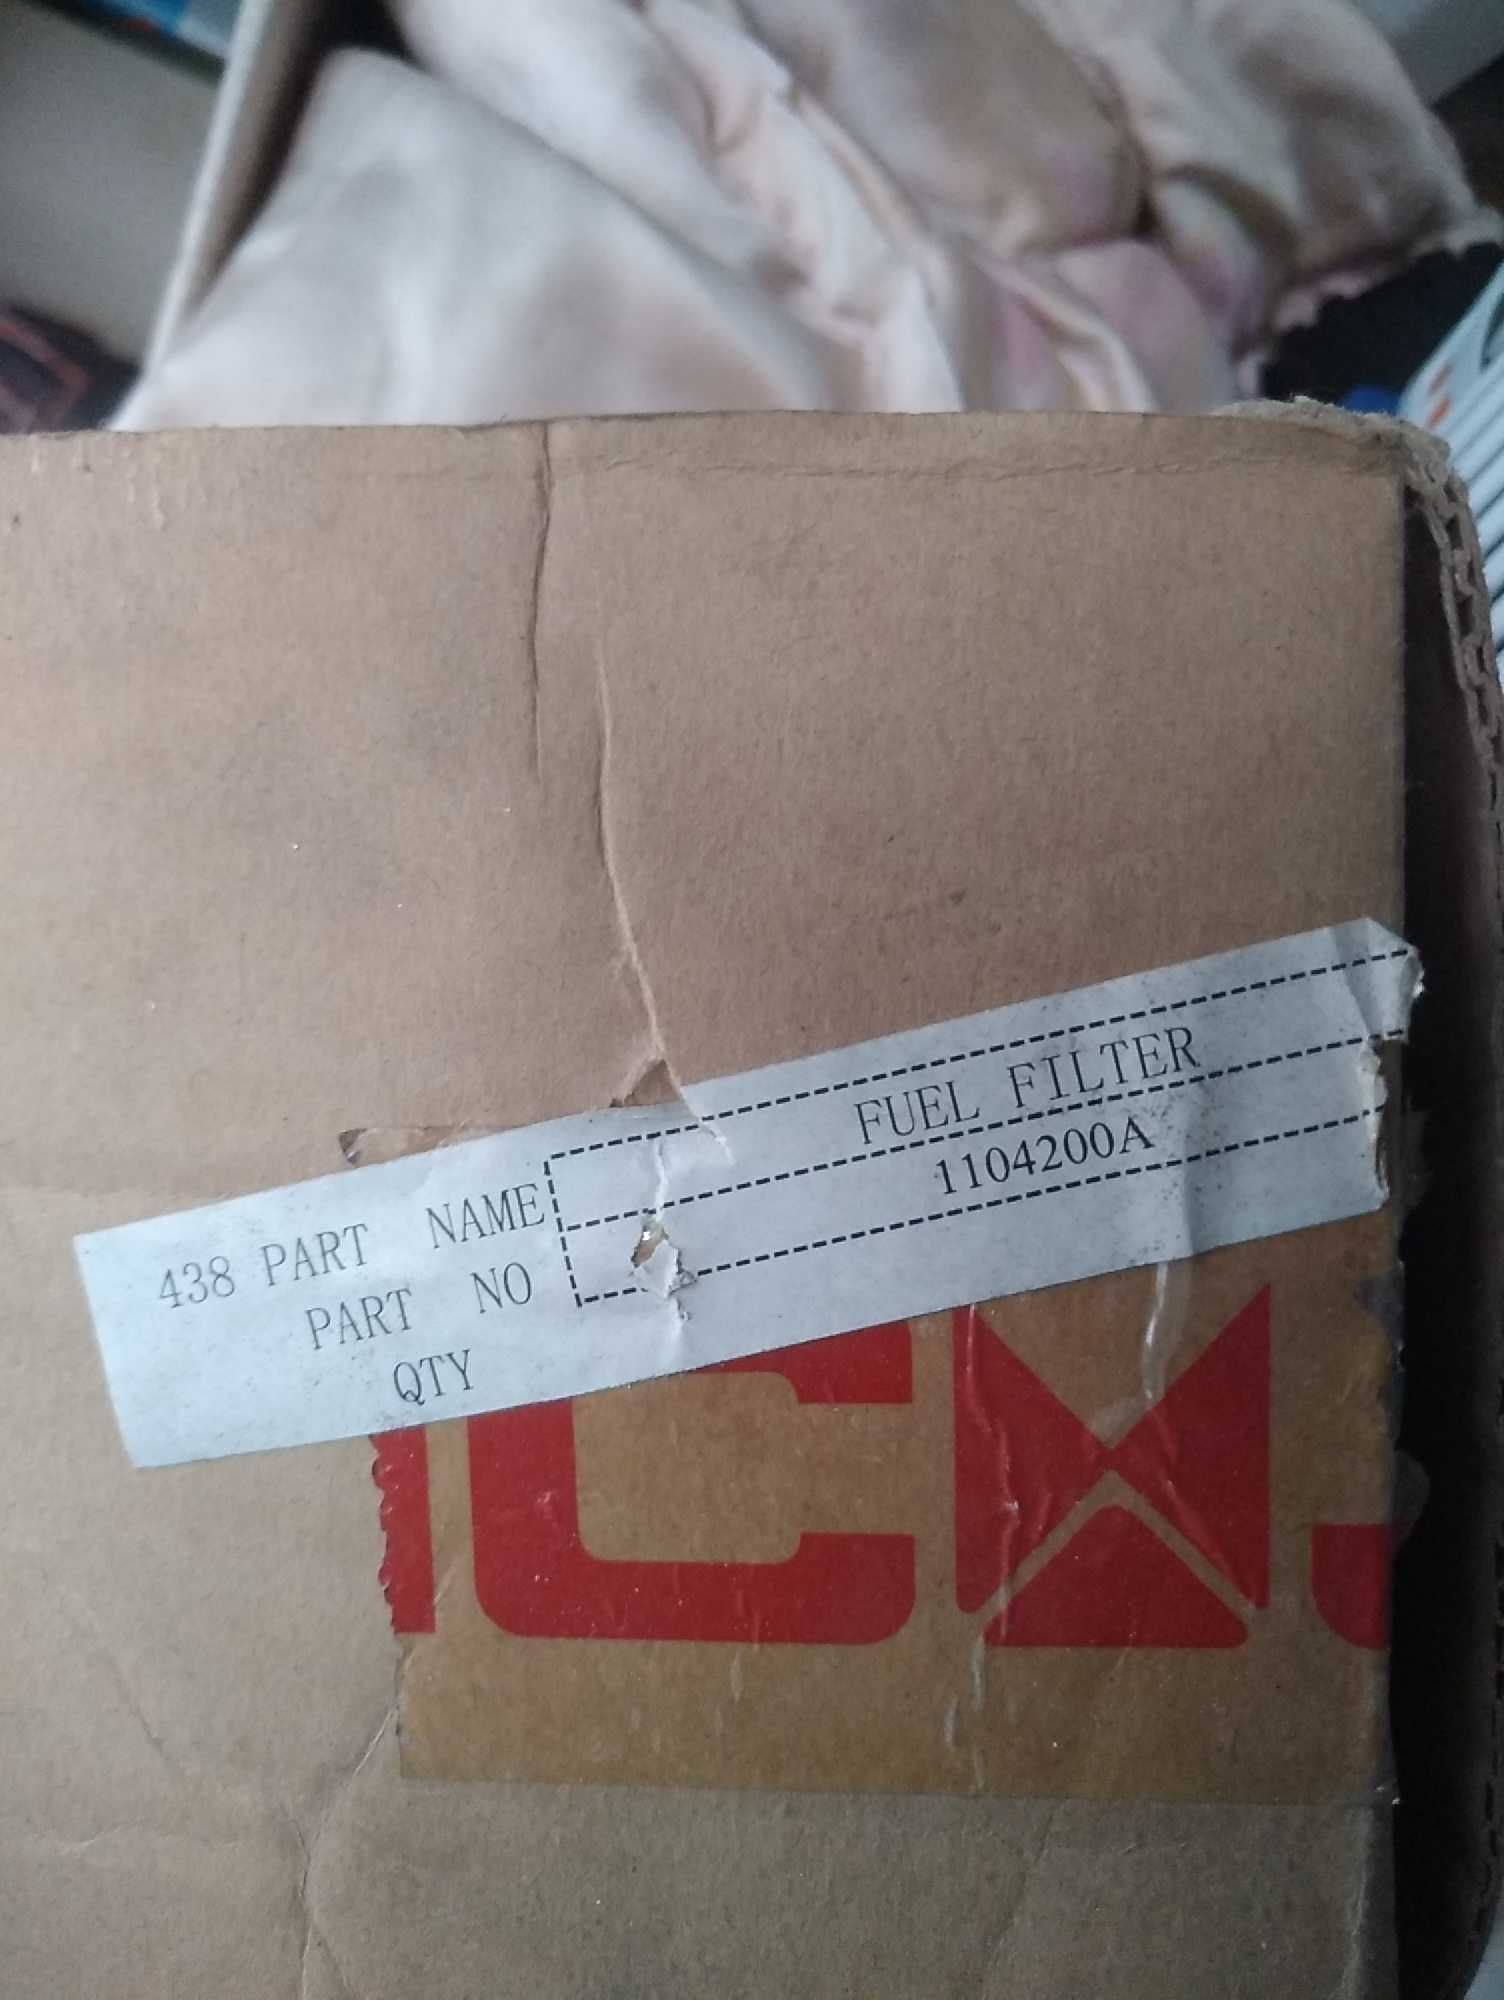 438 PART NAME FUEL FILTER
PART NO 1104200A
QTY